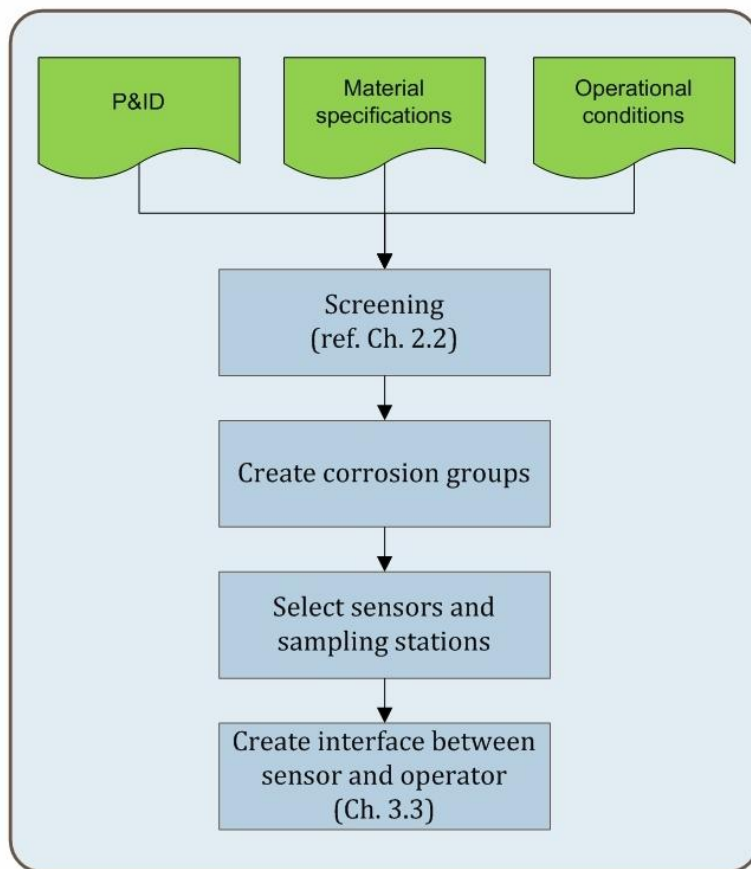 P&ID
Material
specifications
Operational
conditions
Screening
(ref. Ch. 2.2)
Create corrosion groups
Select sensors and
sampling stations
Create interface between
sensor and operator
(Ch. 3.3)